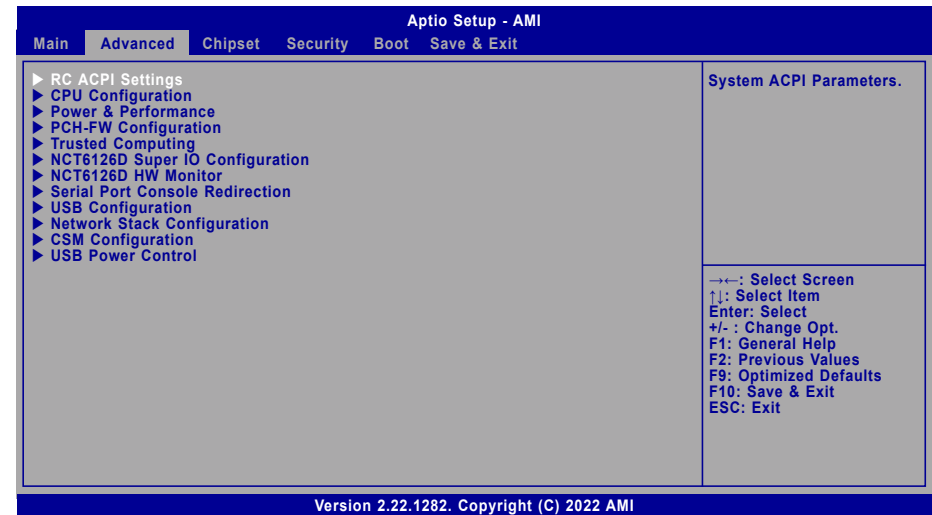 Aptio Setup - AMI
Main Advanced Chipset Security Boot Save & Exit
▶ RC ACPI Settings
▶ CPU Configuration
▶ Power & Performance
▶ PCH-FW Configuration
▶ Trusted Computing
▶ NCT6126D Super IO Configuration
▶ NCT6126D HW Monitor
▶ Serial Port Console Redirection
▶ USB Configuration
▶ Network Stack Configuration
▶ CSM Configuration
▶ USB Power Control
System ACPI Parameters.
→←: Select Screen
↑↓: Select Item
Enter: Select
+/- : Change Opt.
F1: General Help
F2: Previous Values
F9: Optimized Defaults
F10: Save & Exit
ESC: Exit
Version 2.22.1282. Copyright (C) 2022 AMI